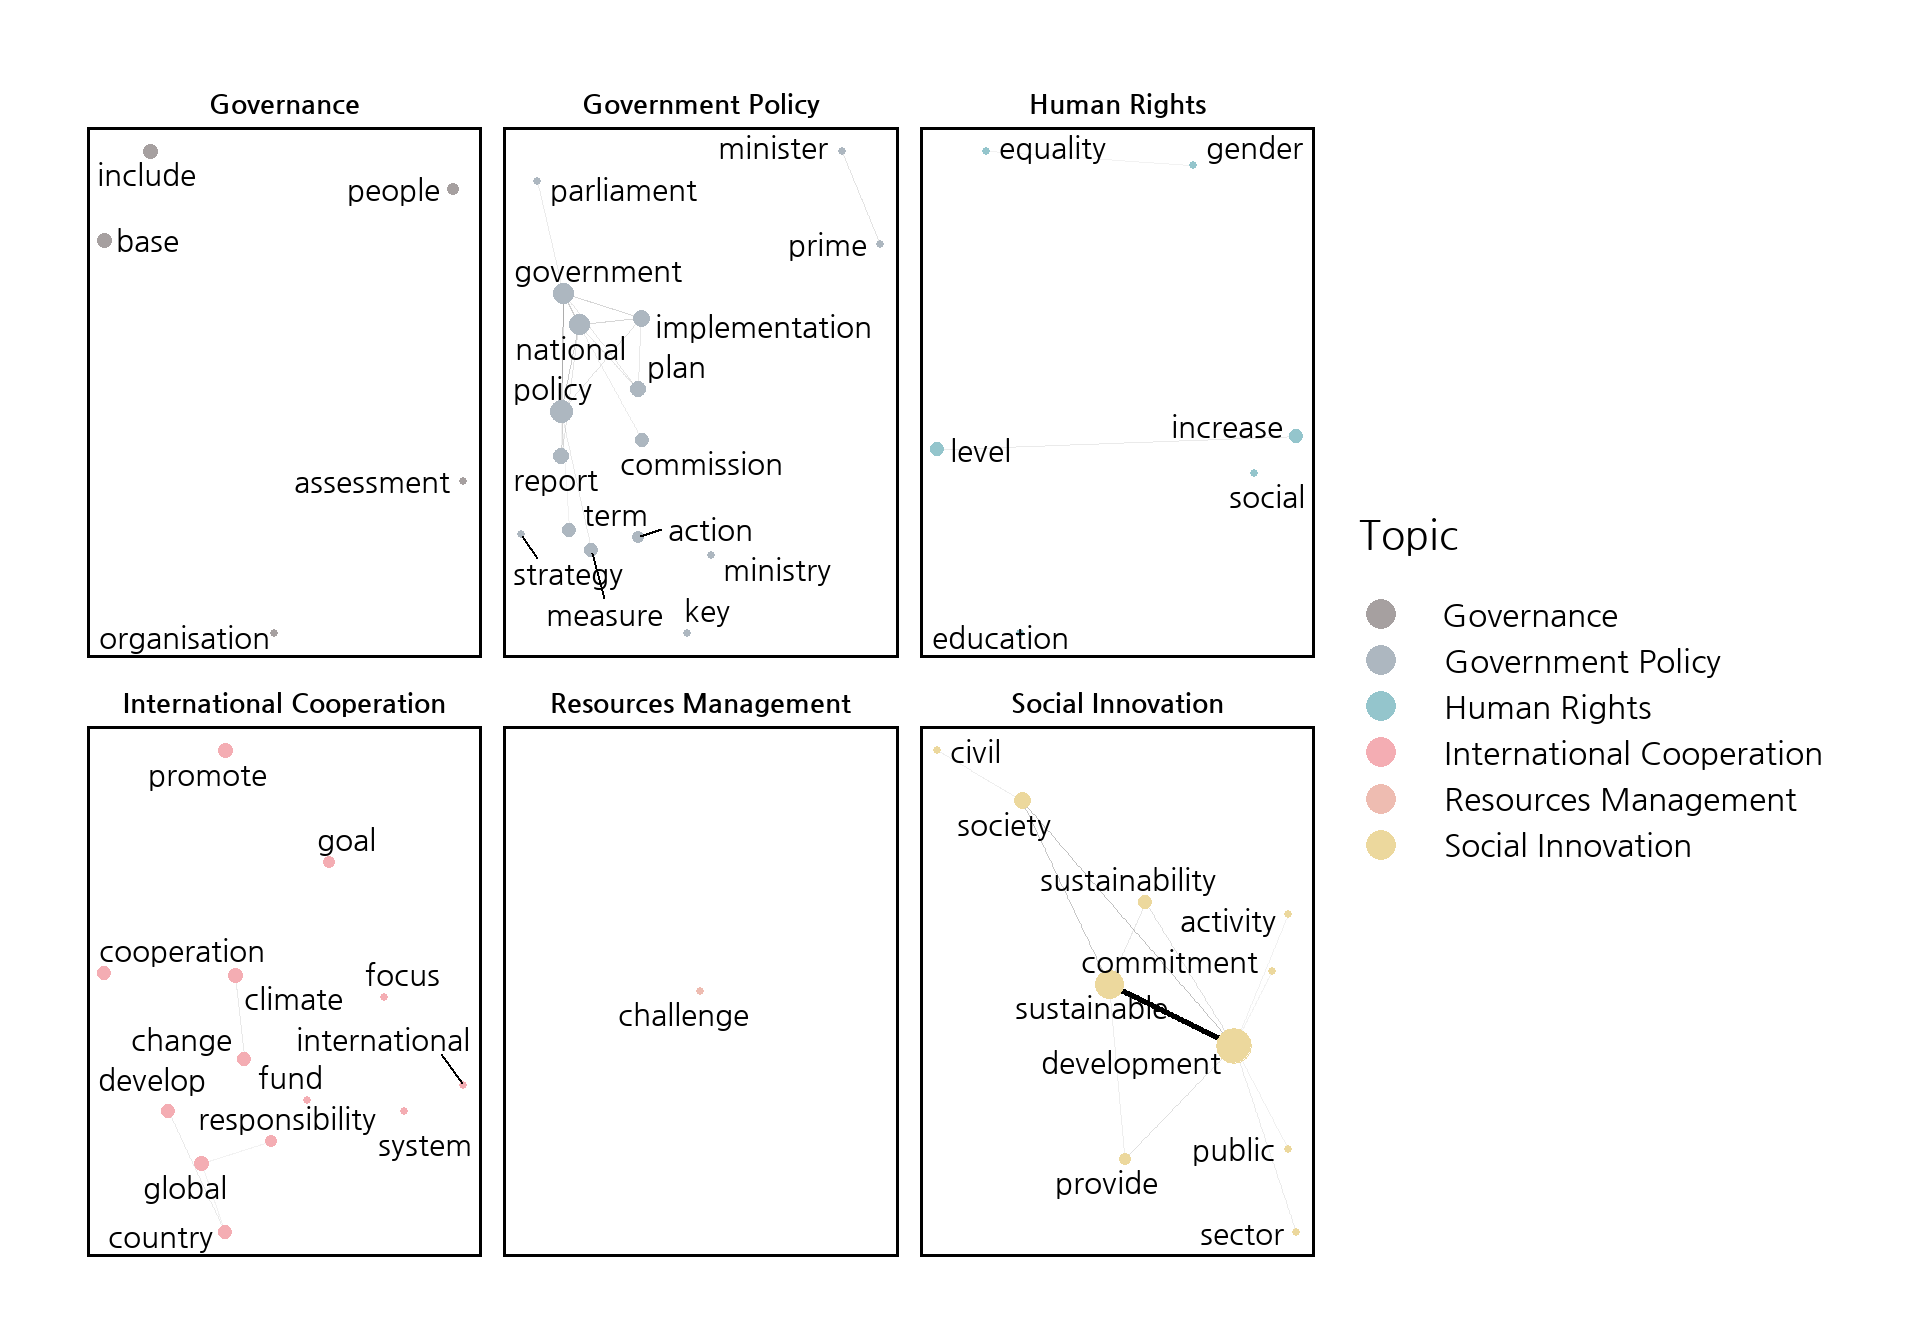 Governance
include
people
base
assessment
organisation
Government Policy
minister
parliament
prime
government
implementation
national
plan
policy
commission
report
term
action
strategy
ministry
measure
key
Human Rights
equality
gender
increase
level
social
education
International Cooperation
promote
goal
cooperation
focus
climate
change
international
develop
fund
responsibility
system
global
country
Resources Management
challenge
Social Innovation
civil
society
sustainability
activity
commitment
sustainable
development
public
provide
sector
Topic
Governance
Government Policy
Human Rights
International Cooperation
Resources Management
Social Innovation